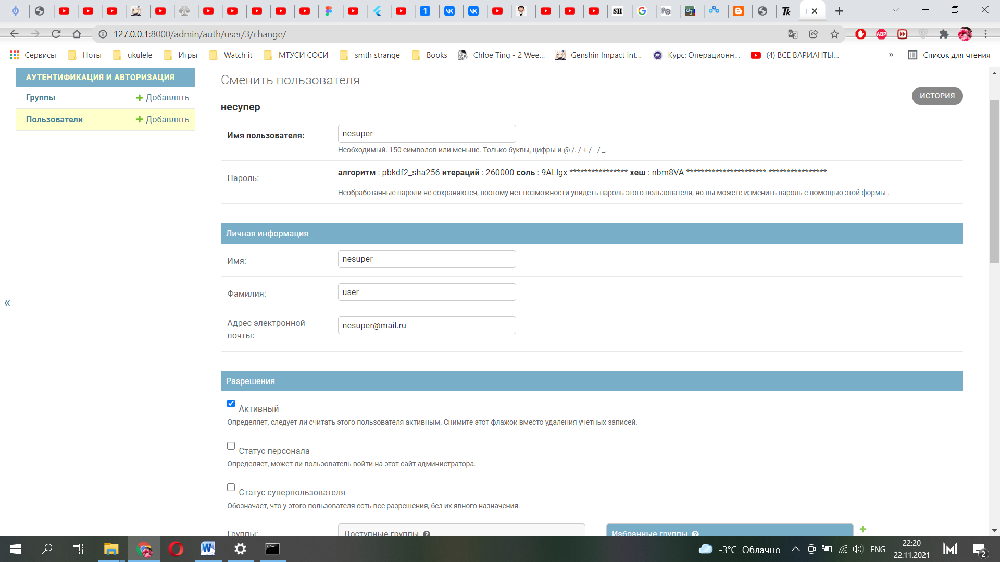 127.0.0.1:8000/admin/auth/user/3/change/
Сервисы Ноты ukulele Игры Watch it МТУСИ СОСИ smth strange Books Chloe Ting - 2 Wee... Genshin Impact Int... Курс: Операционн... (4) ВСЕ ВАРИАНТЫ... » Список для чтения
АУТЕНТИФИКАЦИЯ И АВТОРИЗАЦИЯ
Группы + Добавлять
Пользователи + Добавлять
«
Сменить пользователя
ИСТОРИЯ
несупер
Имя пользователя: nesuper
Необходимый. 150 символов или меньше. Только буквы, цифры и @ /. / + / - / _.
Пароль: алгоритм : pbkdf2_sha256 итераций : 260000 соль : 9ALIgx **************** хеш : nbm8VA ********************** ****************
Необработанные пароли не сохраняются, поэтому нет возможности увидеть пароль этого пользователя, но вы можете изменить пароль с помощью этой формы .
Личная информация
Имя: nesuper
Фамилия: user
Адрес электронной
почты:
nesuper@mail.ru
Разрешения
Активный
Определяет, следует ли считать этого пользователя активным. Снимите этот флажок вместо удаления учетных записей.
Статус персонала
Определяет, может ли пользователь войти на этот сайт администратора.
Статус суперпользователя
Обозначает, что у этого пользователя есть все разрешения, без их явного назначения.
Группы: Доступные группы ? Избранные группы ? +
-3°C Облачно ENG
22:20
22.11.2021
2